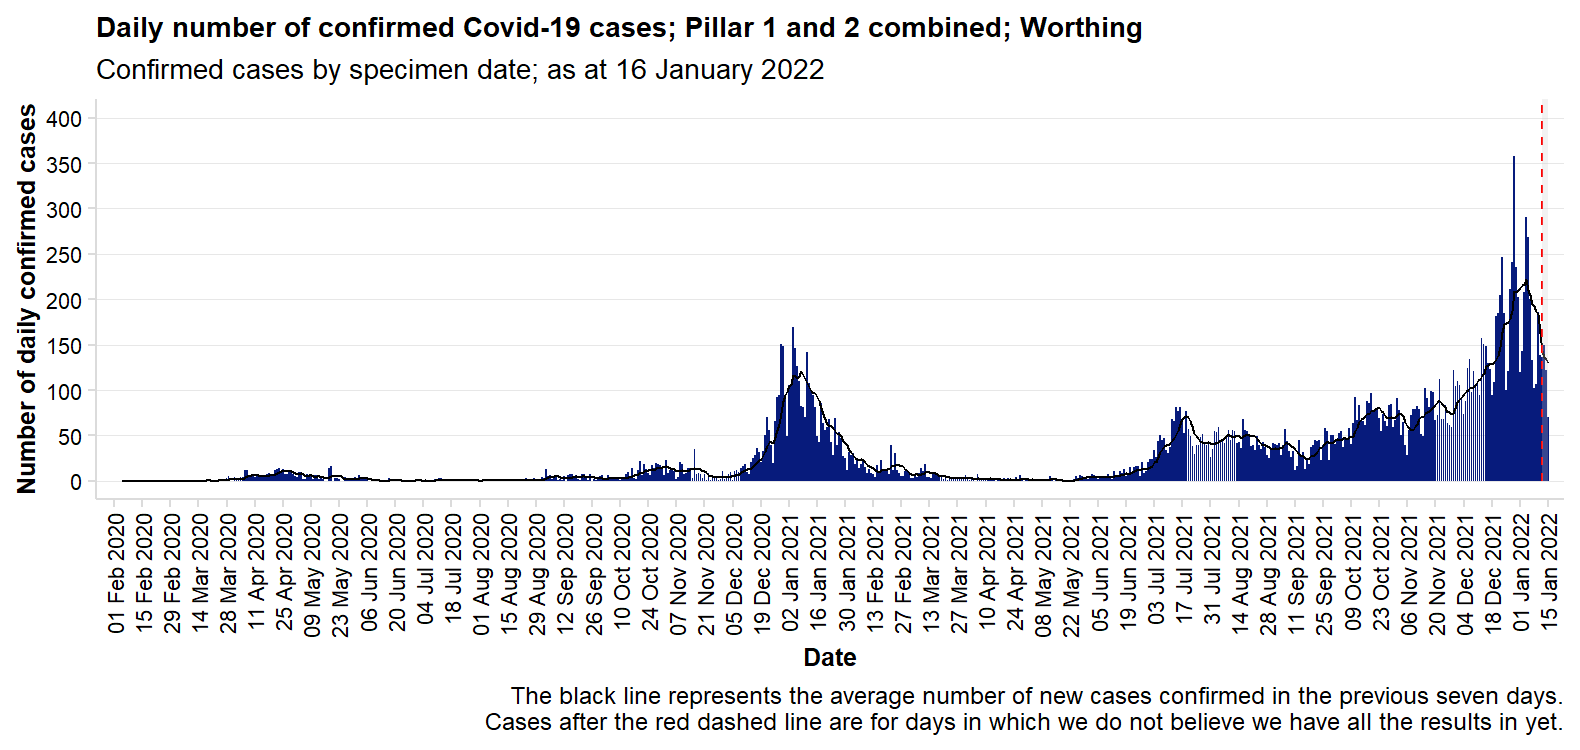 Daily number of confirmed Covid-19 cases; Pillar 1 and 2 combined; Worthing
Confirmed cases by specimen date; as at 16 January 2022
Number of daily confirmed cases
400
350
300
250
200
150
100
50
0
01 Feb 2020
15 Feb 2020
29 Feb 2020
14 Mar 2020
28 Mar 2020
11 Apr 2020
25 Apr 2020
09 May 2020
23 May 2020
06 Jun 2020
20 Jun 2020
04 Jul 2020
18 Jul 2020
01 Aug 2020
15 Aug 2020
29 Aug 2020
12 Sep 2020
26 Sep 2020
10 Oct 2020
24 Oct 2020
07 Nov 2020
21 Nov 2020
05 Dec 2020
19 Dec 2020
02 Jan 2021
16 Jan 2021
30 Jan 2021
13 Feb 2021
27 Feb 2021
13 Mar 2021
27 Mar 2021
10 Apr 2021
24 Apr 2021
08 May 2021
22 May 2021
05 Jun 2021
19 Jun 2021
03 Jul 2021
17 Jul 2021
31 Jul 2021
14 Aug 2021
28 Aug 2021
11 Sep 2021
25 Sep 2021
09 Oct 2021
23 Oct 2021
06 Nov 2021
20 Nov 2021
04 Dec 2021
18 Dec 2021
01 Jan 2022
15 Jan 2022
Date
The black line represents the average number of new cases confirmed in the previous seven days.
Cases after the red dashed line are for days in which we do not believe we have all the results in yet.